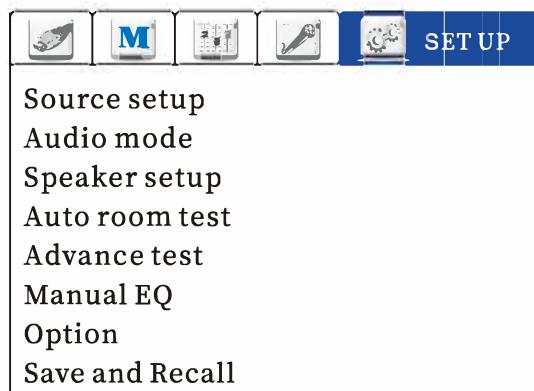 M SET UP
Source setup
Audio mode
Speaker setup
Auto room test
Advance test
Manual EQ
Option
Save and Recall